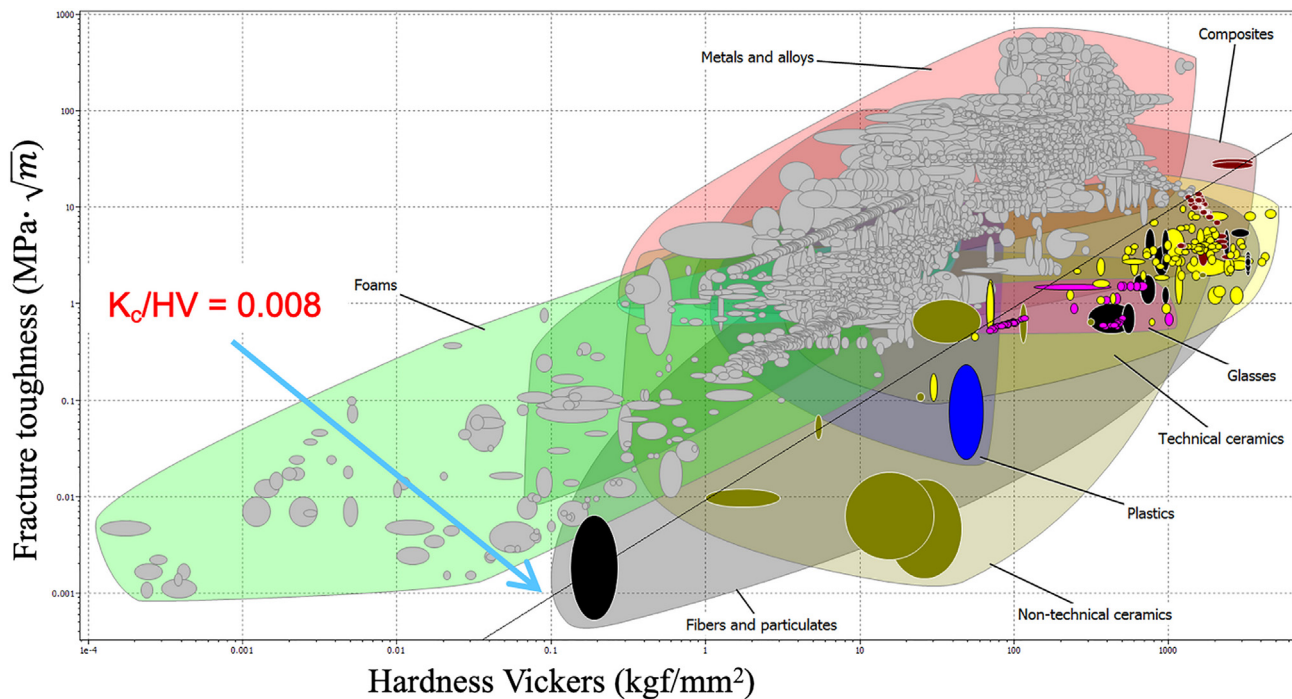 1000
Composites
Metals and alloys
100
10
Fracture toughness (MPa· √m)
1
Foams
K_c/HV = 0.008
Glasses
0.1
Technical ceramics
0.01
Plastics
0.001
Non-technical ceramics
Fibers and particulates
1e-4 0.001 0.01 0.1 1 10 100 1000
Hardness Vickers (kgf/mm²)